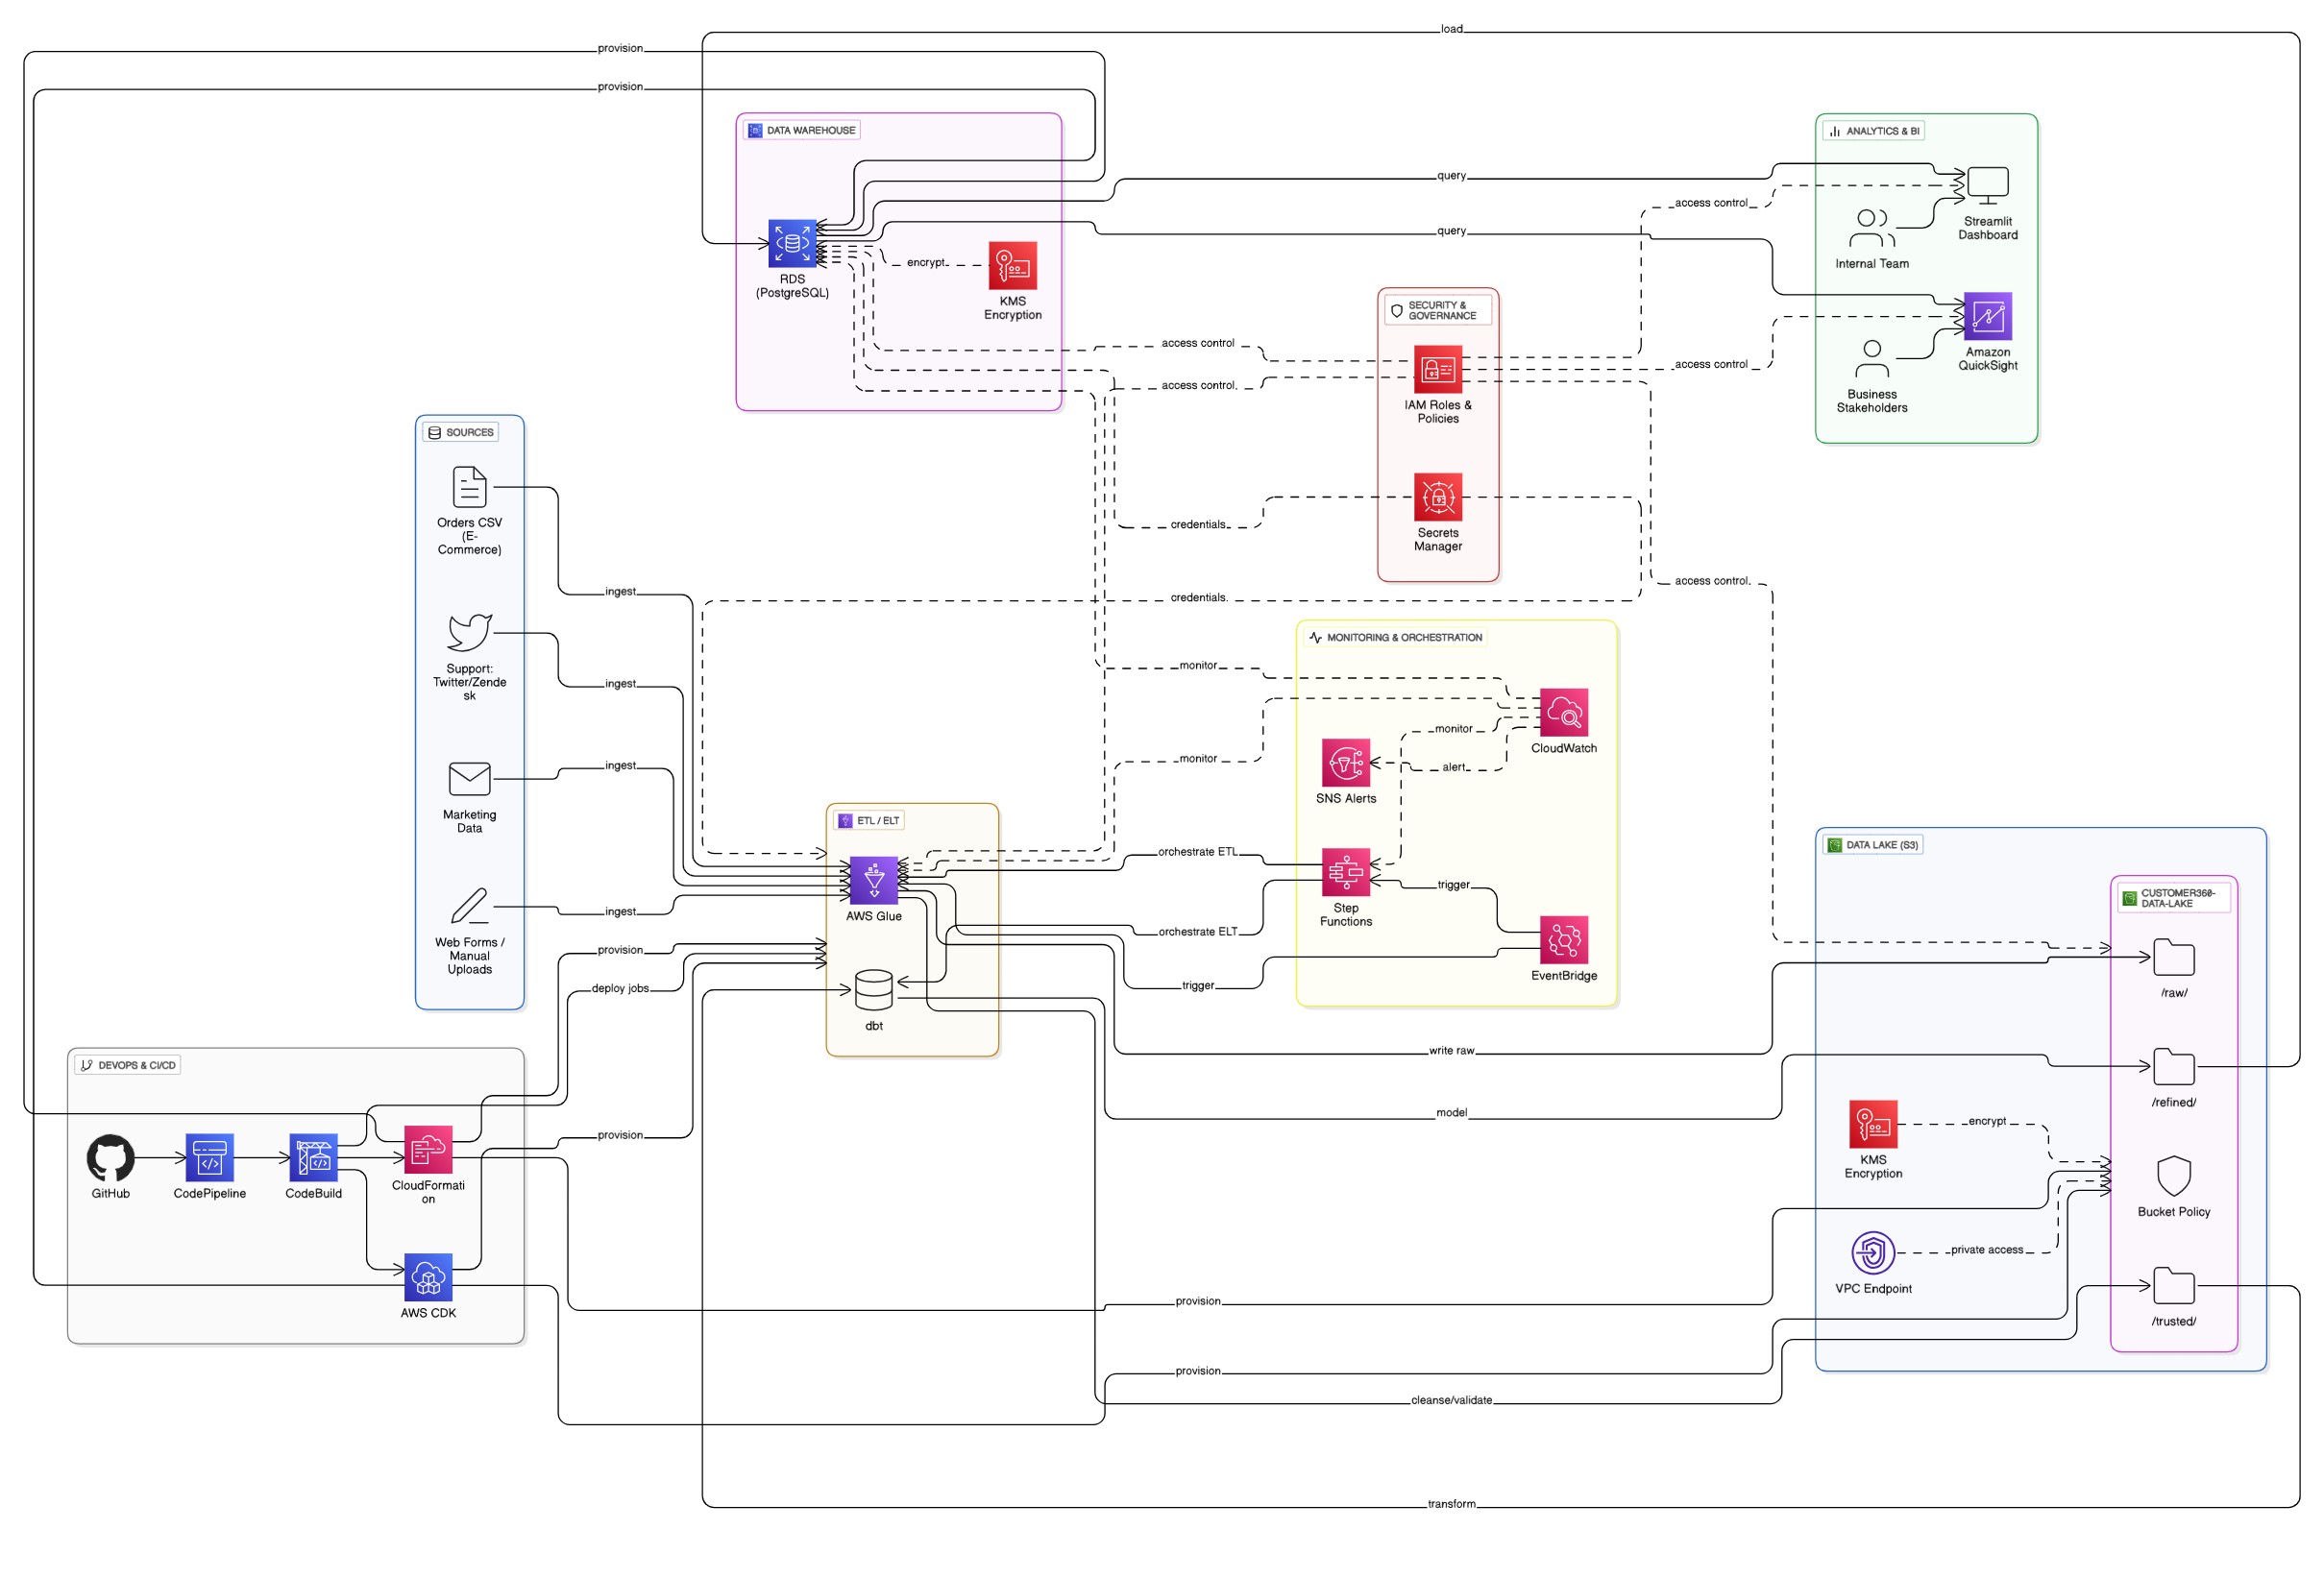 load
provision
provision
DATA WAREHOUSE
RDS
(PostgreSQL)
encrypt
KMS
Encryption
ANALYTICS & BI
query
access control
query
Streamlit
Dashboard
Internal Team
Amazon
QuickSight
Business
Stakeholders
access control
SECURITY &
GOVERNANCE
access control
access control
IAM Roles &
Policies
credentials
Secrets
Manager
access control
credentials
SOURCES
Orders CSV
(E-
Commerce)
ingest
Support:
Twitter/Zende
sk
ingest
Marketing
Data
ingest
Web Forms /
Manual
Uploads
ingest
MONITORING & ORCHESTRATION
monitor
CloudWatch
monitor
alert
monitor
SNS Alerts
ETL / ELT
AWS Glue
orchestrate ETL
Step
Functions
trigger
orchestrate ELT
EventBridge
trigger
provision
deploy jobs
dbt
write raw
model
DATA LAKE (S3)
CUSTOMER360-
DATA-LAKE
/raw/
/refined/
encrypt
KMS
Encryption
Bucket Policy
private access
VPC Endpoint
/trusted/
DEVOPS & CI/CD
provision
GitHub
CodePipeline
CodeBuild
CloudFormati
on
AWS CDK
provision
provision
cleanse/validate
transform